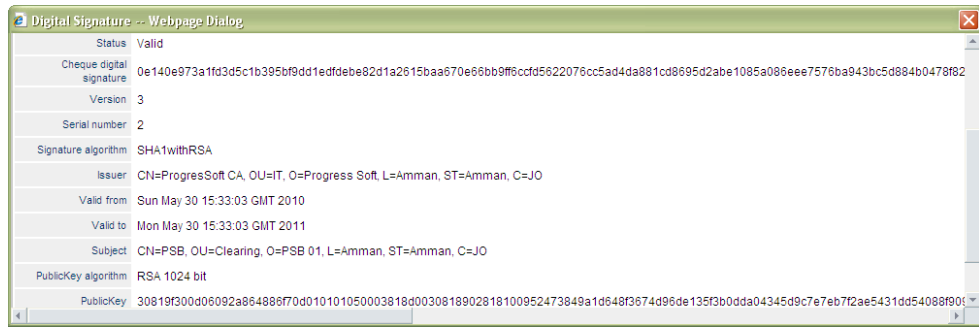 Digital Signature -- Webpage Dialog
Status Valid
Cheque digital
signature 0e140e973a1fd3d5c1b395bf9dd1edfdebe82d1a2615baa670e66bb9ff6ccfd5622076cc5ad4da881cd8695d2abe1085a086eee7576ba943bc5d884b0478f82
Version 3
Serial number 2
Signature algorithm SHA1withRSA
Issuer CN=ProgresSoft CA, OU=IT, O=Progress Soft, L=Amman, ST=Amman, C=JO
Valid from Sun May 30 15:33:03 GMT 2010
Valid to Mon May 30 15:33:03 GMT 2011
Subject CN=PSB, OU=Clearing, O=PSB 01, L=Amman, ST=Amman, C=JO
PublicKey algorithm RSA 1024 bit
PublicKey 30819f300d06092a864886f70d010101050003818d0030818902818100952473849a1d648f3674d96de135f3b0dda04345d9c7e7eb7f2ae5431dd54088f909